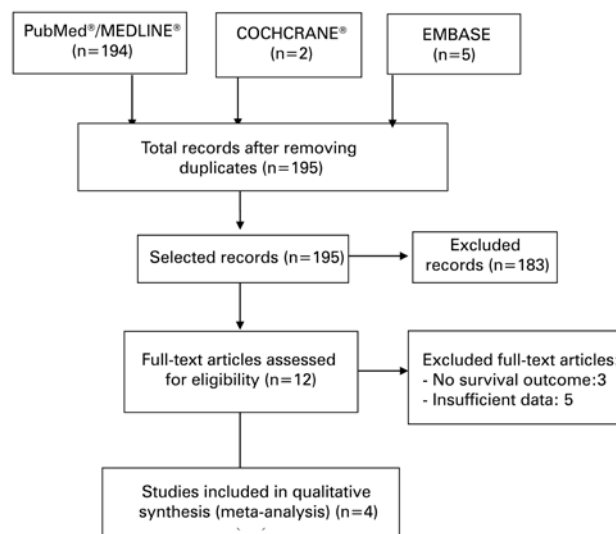 PubMed®/MEDLINE®
(n=194)
COCHCRANE®
(n=2)
EMBASE
(n=5)
Total records after removing
duplicates (n=195)
Selected records (n=195)
Excluded
records (n=183)
Full-text articles assessed
for eligibility (n=12)
Excluded full-text articles:
- No survival outcome:3
- Insufficient data: 5
Studies included in qualitative
synthesis (meta-analysis) (n=4)